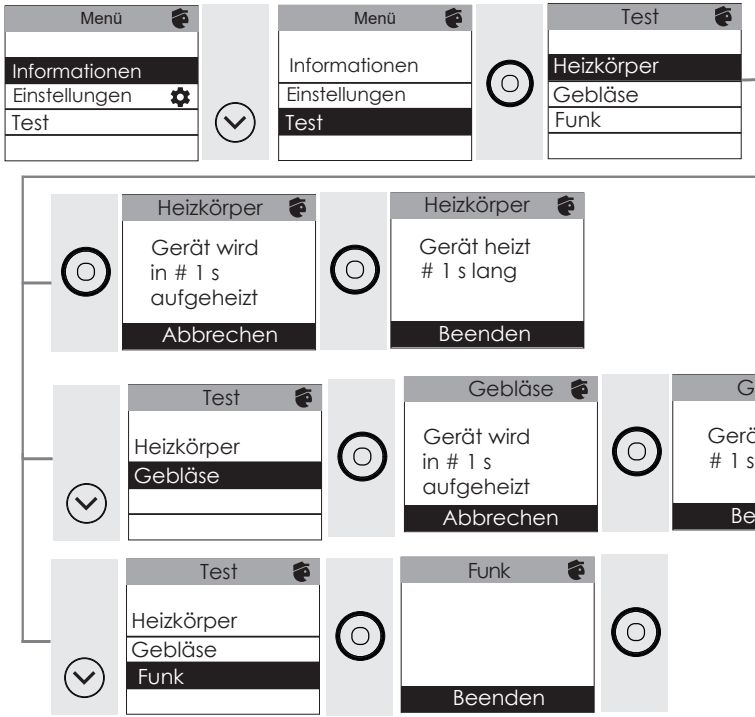 Menü
Informationen
Einstellungen
Test
Menü
Informationen
Einstellungen
Test
Test
Heizkörper
Gebläse
Funk
Heizkörper
Gerät wird
in # 1 s
aufgeheizt
Abbrechen
Heizkörper
Gerät heizt
# 1 s lang
Beenden
Test
Heizkörper
Gebläse
Gebläse
Gerät wird
in # 1 s
aufgeheizt
Abbrechen
# 1 s
Test
Heizkörper
Gebläse
Funk
Funk
Beenden